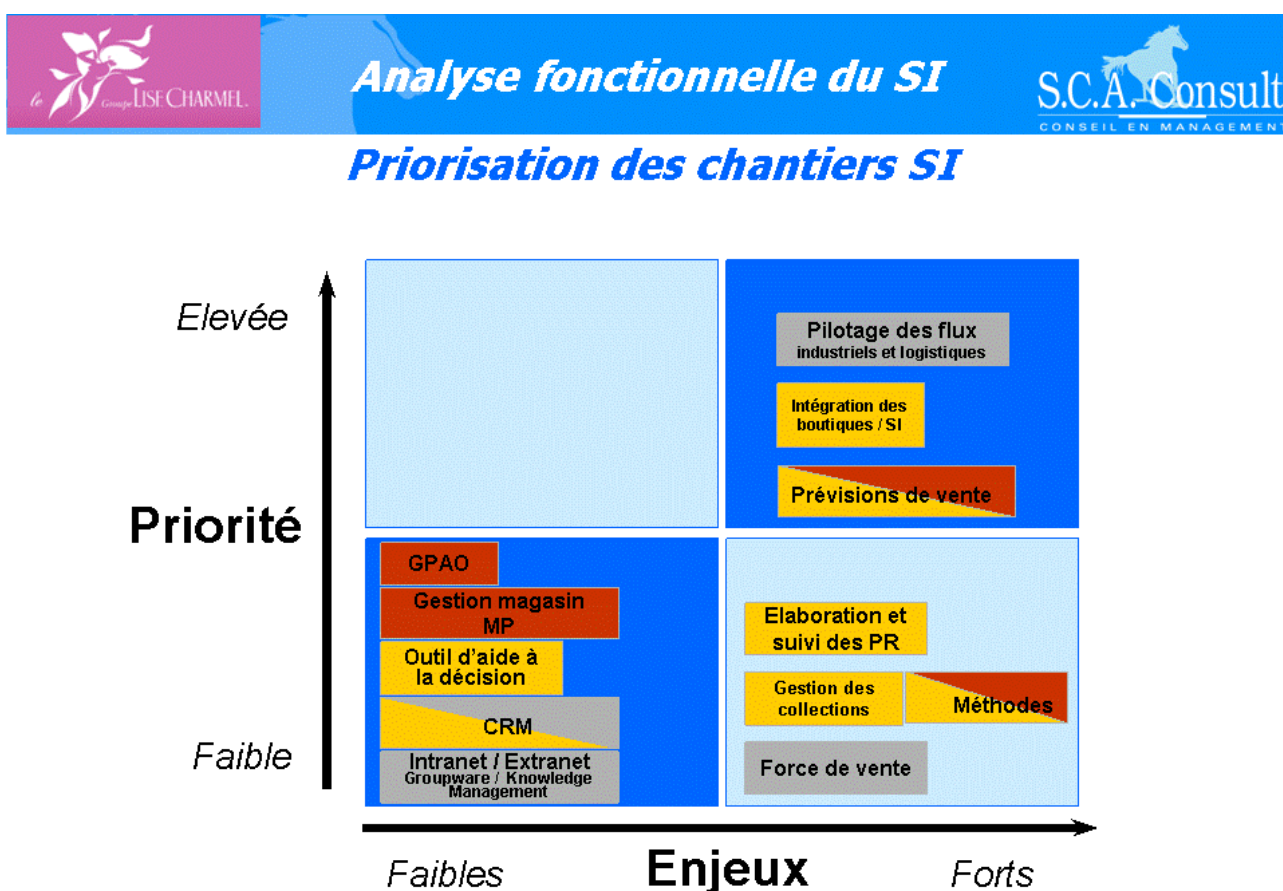 le Groupe LISE CHARMEL.
Analyse fonctionnelle du SI
S.C.A. Consult
CONSEIL EN MANAGEMENT
Priorisation des chantiers SI
Elevée
Priorité
Faible
Pilotage des flux
industriels et logistiques
Intégration des
boutiques / SI
Prévisions de vente
GPAO
Gestion magasin
MP
Outil d'aide à
la décision
CRM
Intranet / Extranet
Groupware / Knowledge
Management
Elaboration et
suivi des PR
Gestion des
collections
Méthodes
Force de vente
Faibles
Enjeux
Forts